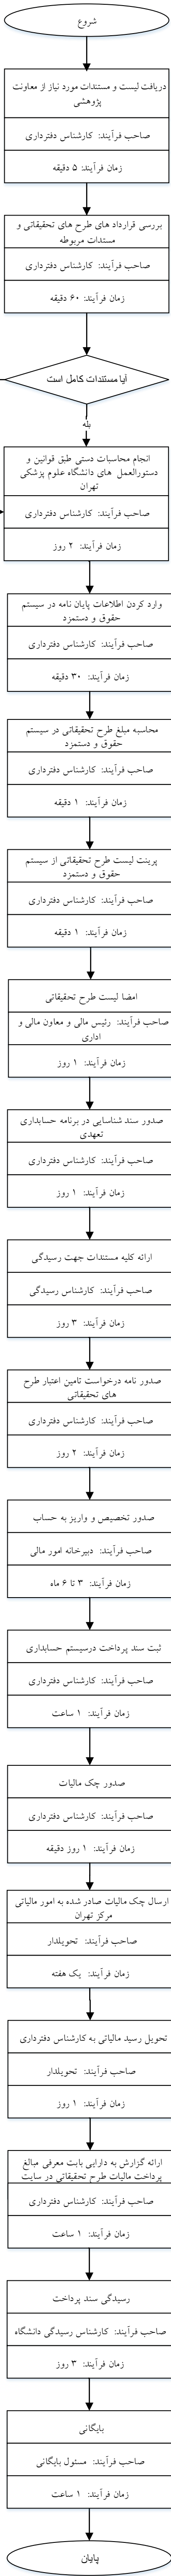 شروع
دریافت لیست و مستندات مورد نیاز از معاونت
پژوهشی
صاحب فرآیند: کارشناس دفترداری
زمان فرآیند: ۵ دقیقه
بررسی قرارداد های طرح های تحقیقاتی و
مستندات مربوطه
صاحب فرآیند: کارشناس دفترداری
زمان فرآیند: ۶۰ دقیقه
آیا مستندات کامل است
بله
انجام محاسبات دستی طبق قوانین و
دستورالعمل های دانشگاه علوم پزشکی
تهران
صاحب فرآیند: کارشناس دفترداری
زمان فرآیند: ۲ روز
وارد کردن اطلاعات پایان نامه در سیستم
حقوق و دستمزد
صاحب فرآیند: کارشناس دفترداری
زمان فرآیند: ۳۰ دقیقه
محاسبه مبلغ طرح تحقیقاتی در سیستم
حقوق و دستمزد
صاحب فرآیند: کارشناس دفترداری
زمان فرآیند: ۱ دقیقه
پرینت لیست طرح تحقیقاتی از سیستم
حقوق و دستمزد
صاحب فرآیند: کارشناس دفترداری
زمان فرآیند: ۱ دقیقه
امضا لیست طرح تحقیقاتی
صاحب فرآیند: رئیس مالی و معاون مالی و
اداری
زمان فرآیند: ۱ روز
صدور سند شناسایی در برنامه حسابداری
تعهدی
صاحب فرآیند: کارشناس دفترداری
زمان فرآیند: ۱ روز
ارائه کلیه مستندات جهت رسیدگی
صاحب فرآیند: کارشناس رسیدگی
زمان فرآیند: ۳ روز
صدور نامه درخواست تامین اعتبار طرح
های تحقیقاتی
صاحب فرآیند: کارشناس دفترداری
زمان فرآیند: ۲ روز
صدور تخصیص و واریز به حساب
صاحب فرآیند: دبیرخانه امور مالی
زمان فرآیند: ۳ تا ۶ ماه
ثبت سند پرداخت درسیستم حسابداری
صاحب فرآیند: کارشناس دفترداری
زمان فرآیند: ۱ ساعت
صدور چک مالیات
صاحب فرآیند: کارشناس دفترداری
زمان فرآیند: ۱ روز دقیقه
ارسال چک مالیات صادر شده به امور مالیاتی
مرکز تهران
صاحب فرآیند: تحویلدار
زمان فرآیند: یک هفته
تحویل رسید مالیاتی به کارشناس دفترداری
صاحب فرآیند: تحویلدار
زمان فرآیند: ۱ روز
ارائه گزارش به دارایی بابت معرفی مبالغ
پرداخت مالیات طرح تحقیقاتی در سایت
صاحب فرآیند: کارشناس دفترداری
زمان فرآیند: ۱ ساعت
رسیدگی سند پرداخت
صاحب فرآیند: کارشناس رسیدگی دانشگاه
زمان فرآیند: ۳ روز
بایگانی
صاحب فرآیند: مسئول بایگانی
زمان فرآیند: ۱ ساعت
پایان